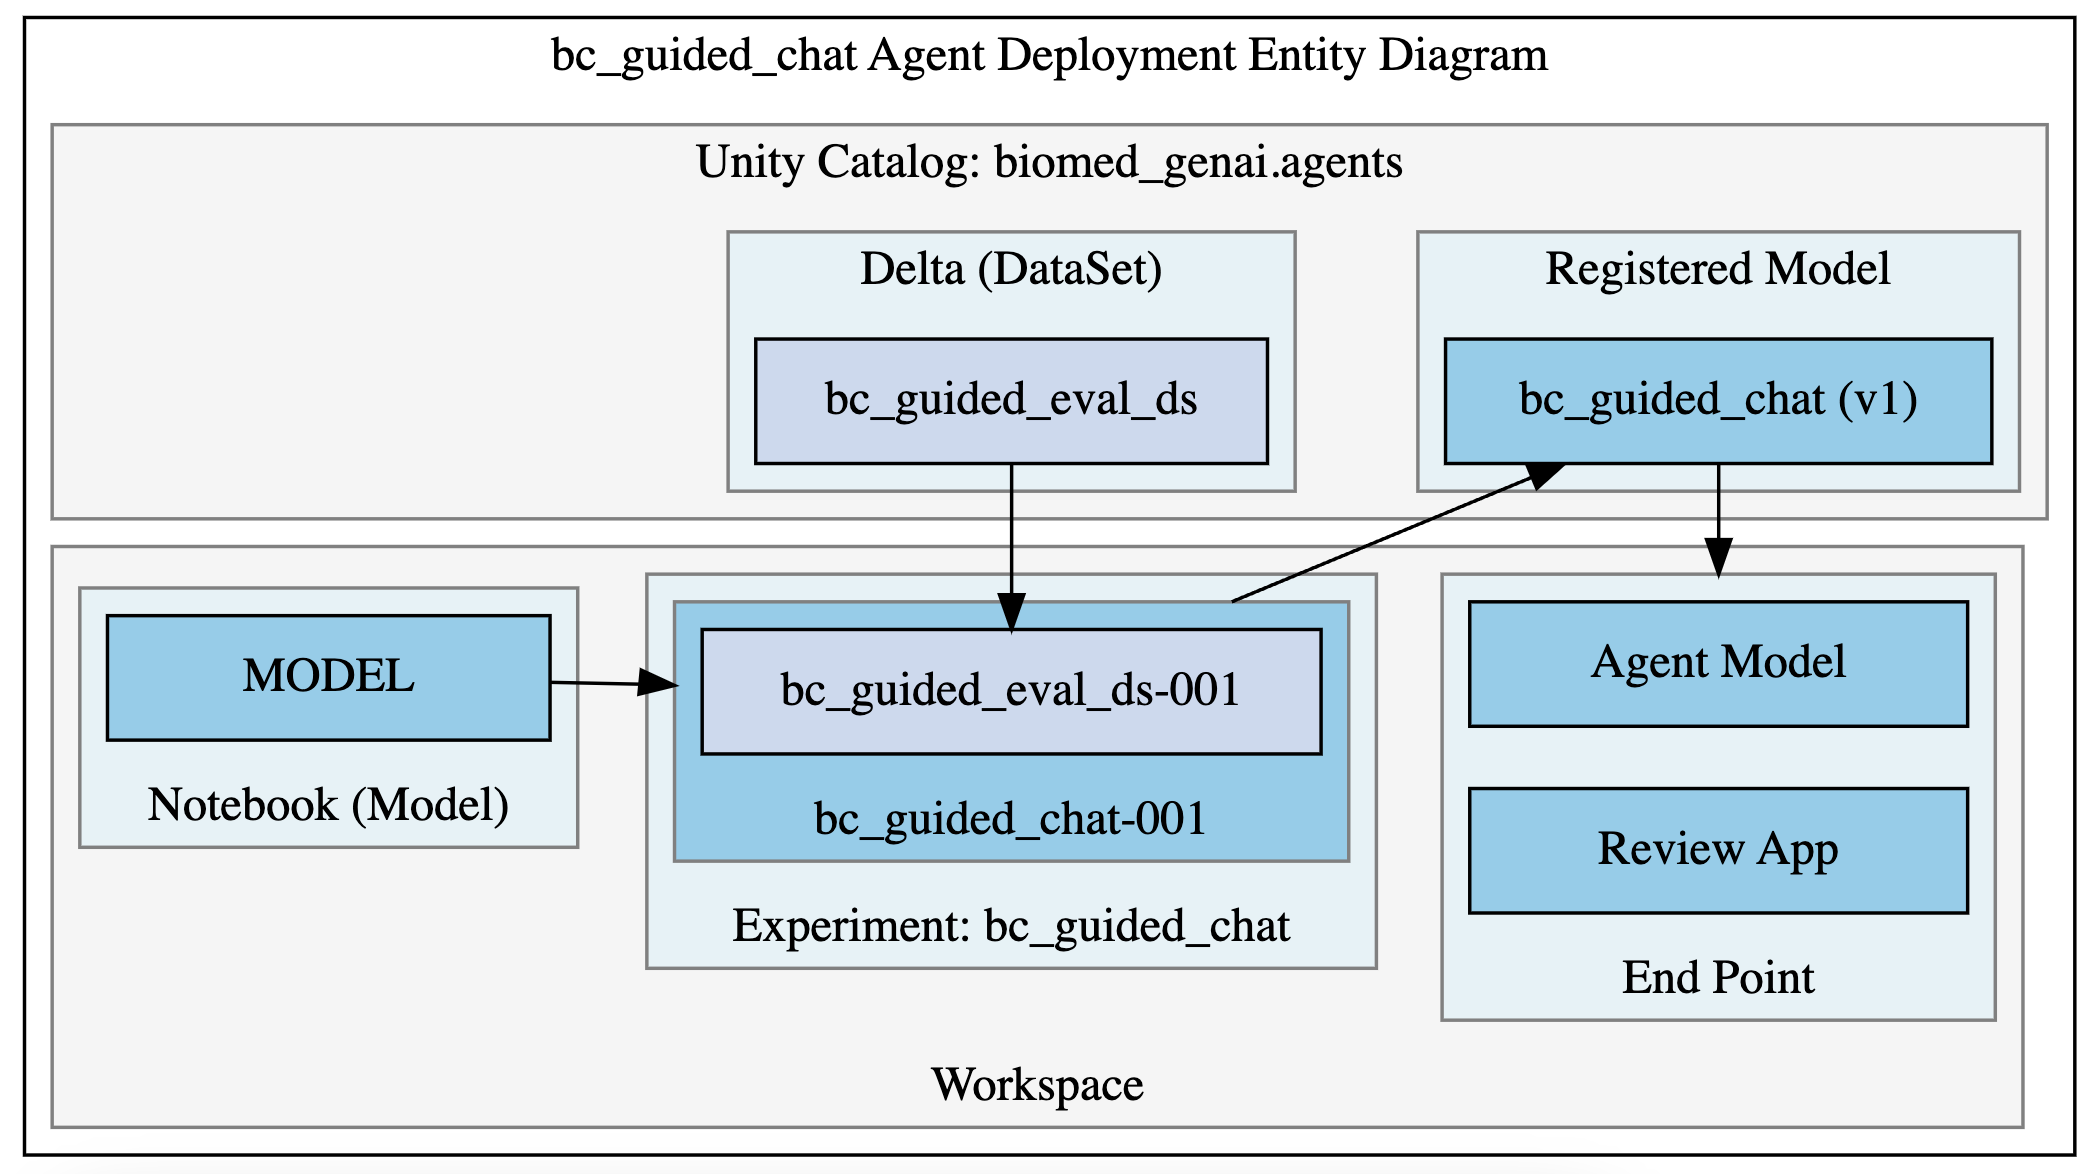 bc_guided_chat Agent Deployment Entity Diagram
Unity Catalog: biomed_genai.agents
Delta (DataSet)
bc_guided_eval_ds
Registered Model
bc_guided_chat (v1)
MODEL
Notebook (Model)
bc_guided_eval_ds-001
bc_guided_chat-001
Experiment: bc_guided_chat
Agent Model
Review App
End Point
Workspace